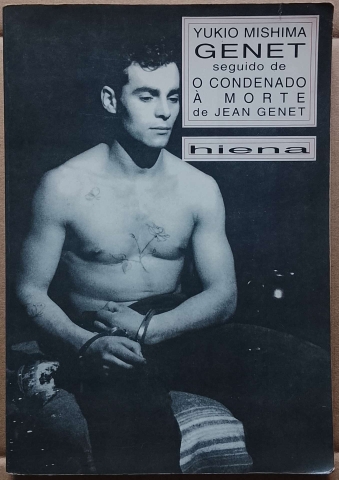 YUKIO MISHIMA
GENET
seguido de
O CONDENADO
À MORTE
de JEAN GENET
hiena